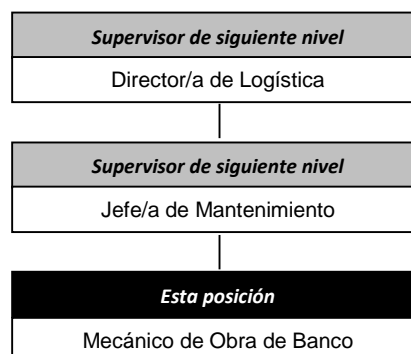 Supervisor de siguiente nivel
Director/a de Logística
Supervisor de siguiente nivel
Jefe/a de Mantenimiento
Esta posición
Mecánico de Obra de Banco